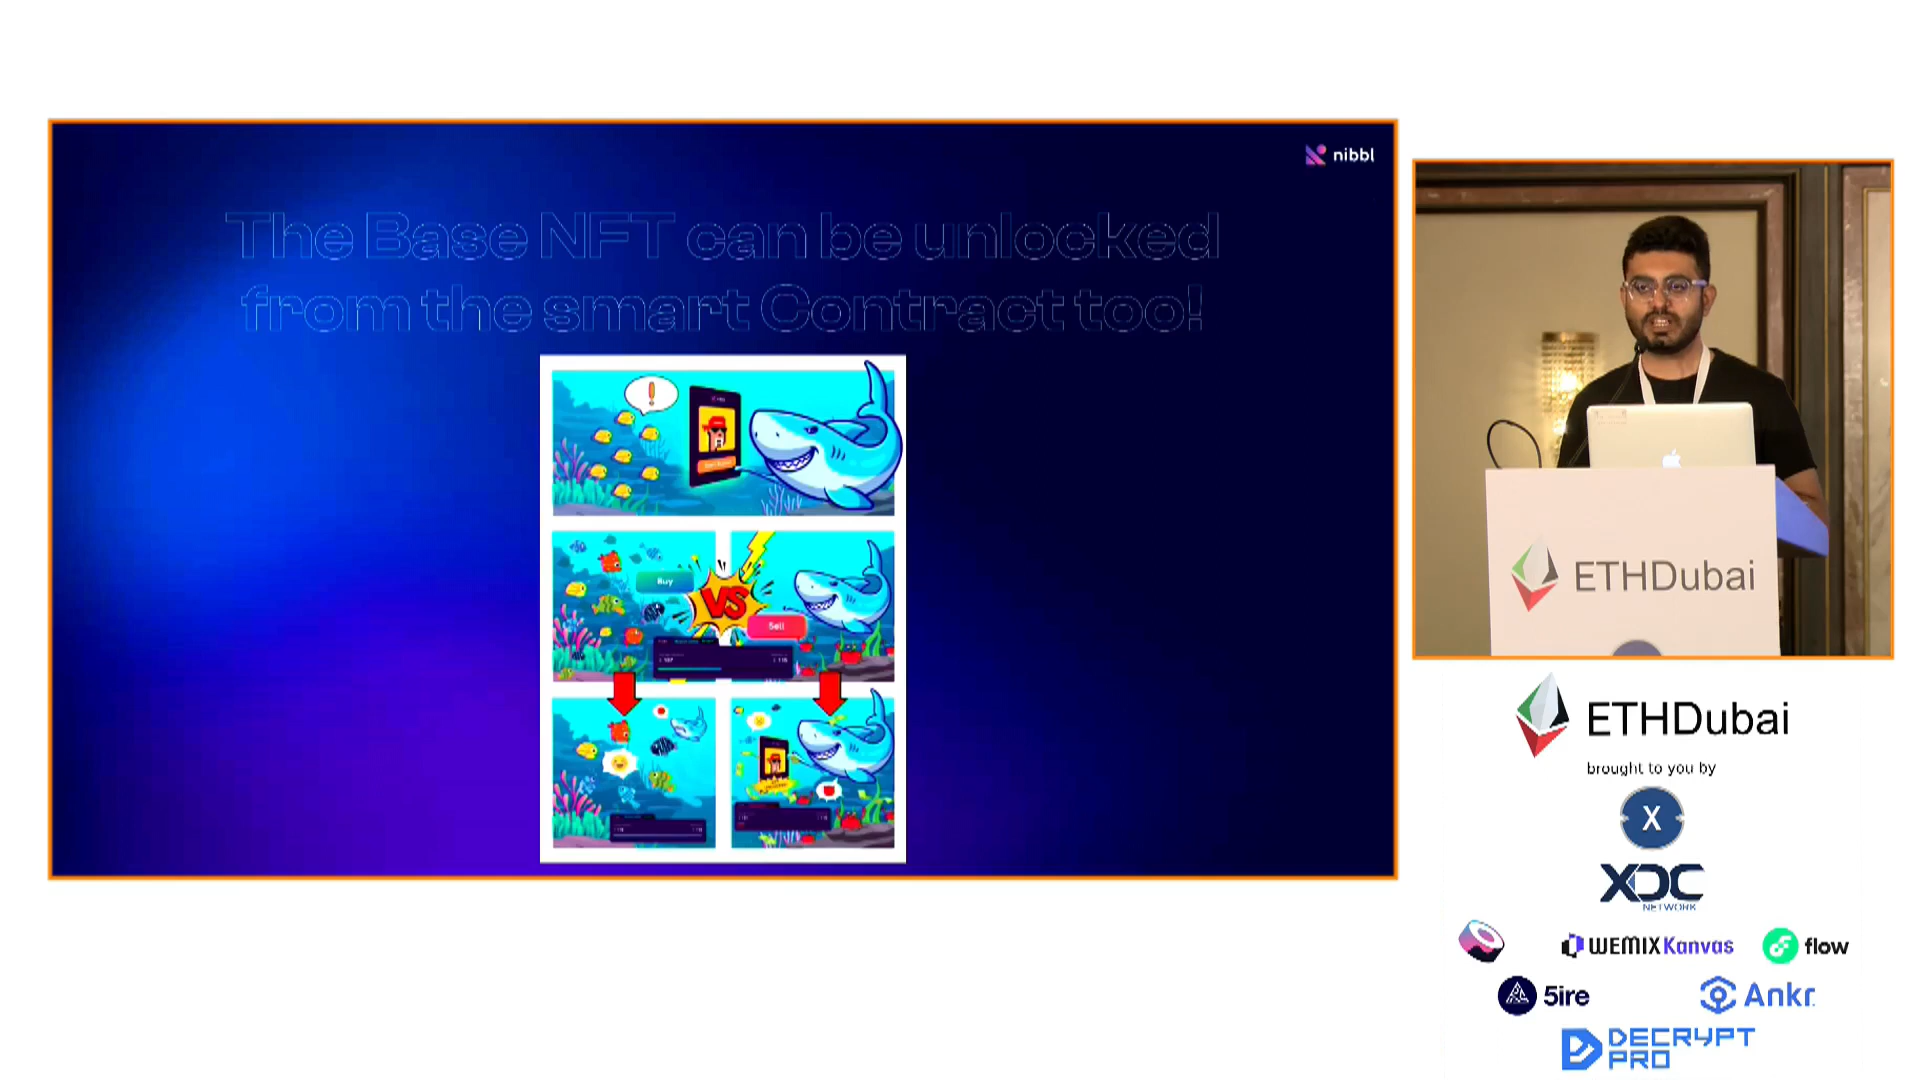 nibbl
The Base NFT can be unlocked
from the smart Contract too!
!
Buy
VS
Sell
ETHDubai
ETHDubai
brought to you by
X
XDC
NETWORK
WEMIX Kanvas
flow
5ire
Ankr
DECRYPT
PRO